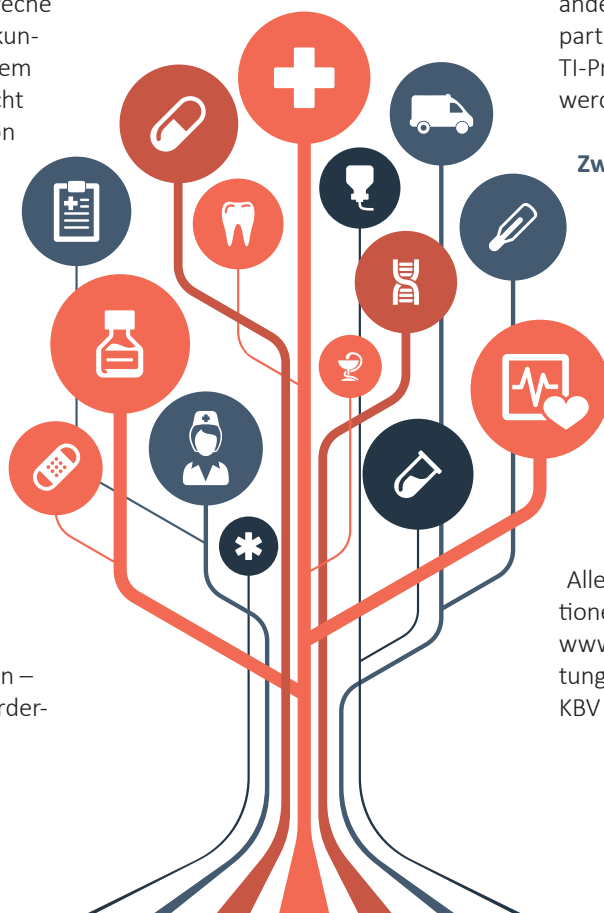 eche
kun-
em
cht
on
n –
rder-
ande
part
TI-Pr
werd
Zw
Alle
tione
www
tung
KBV